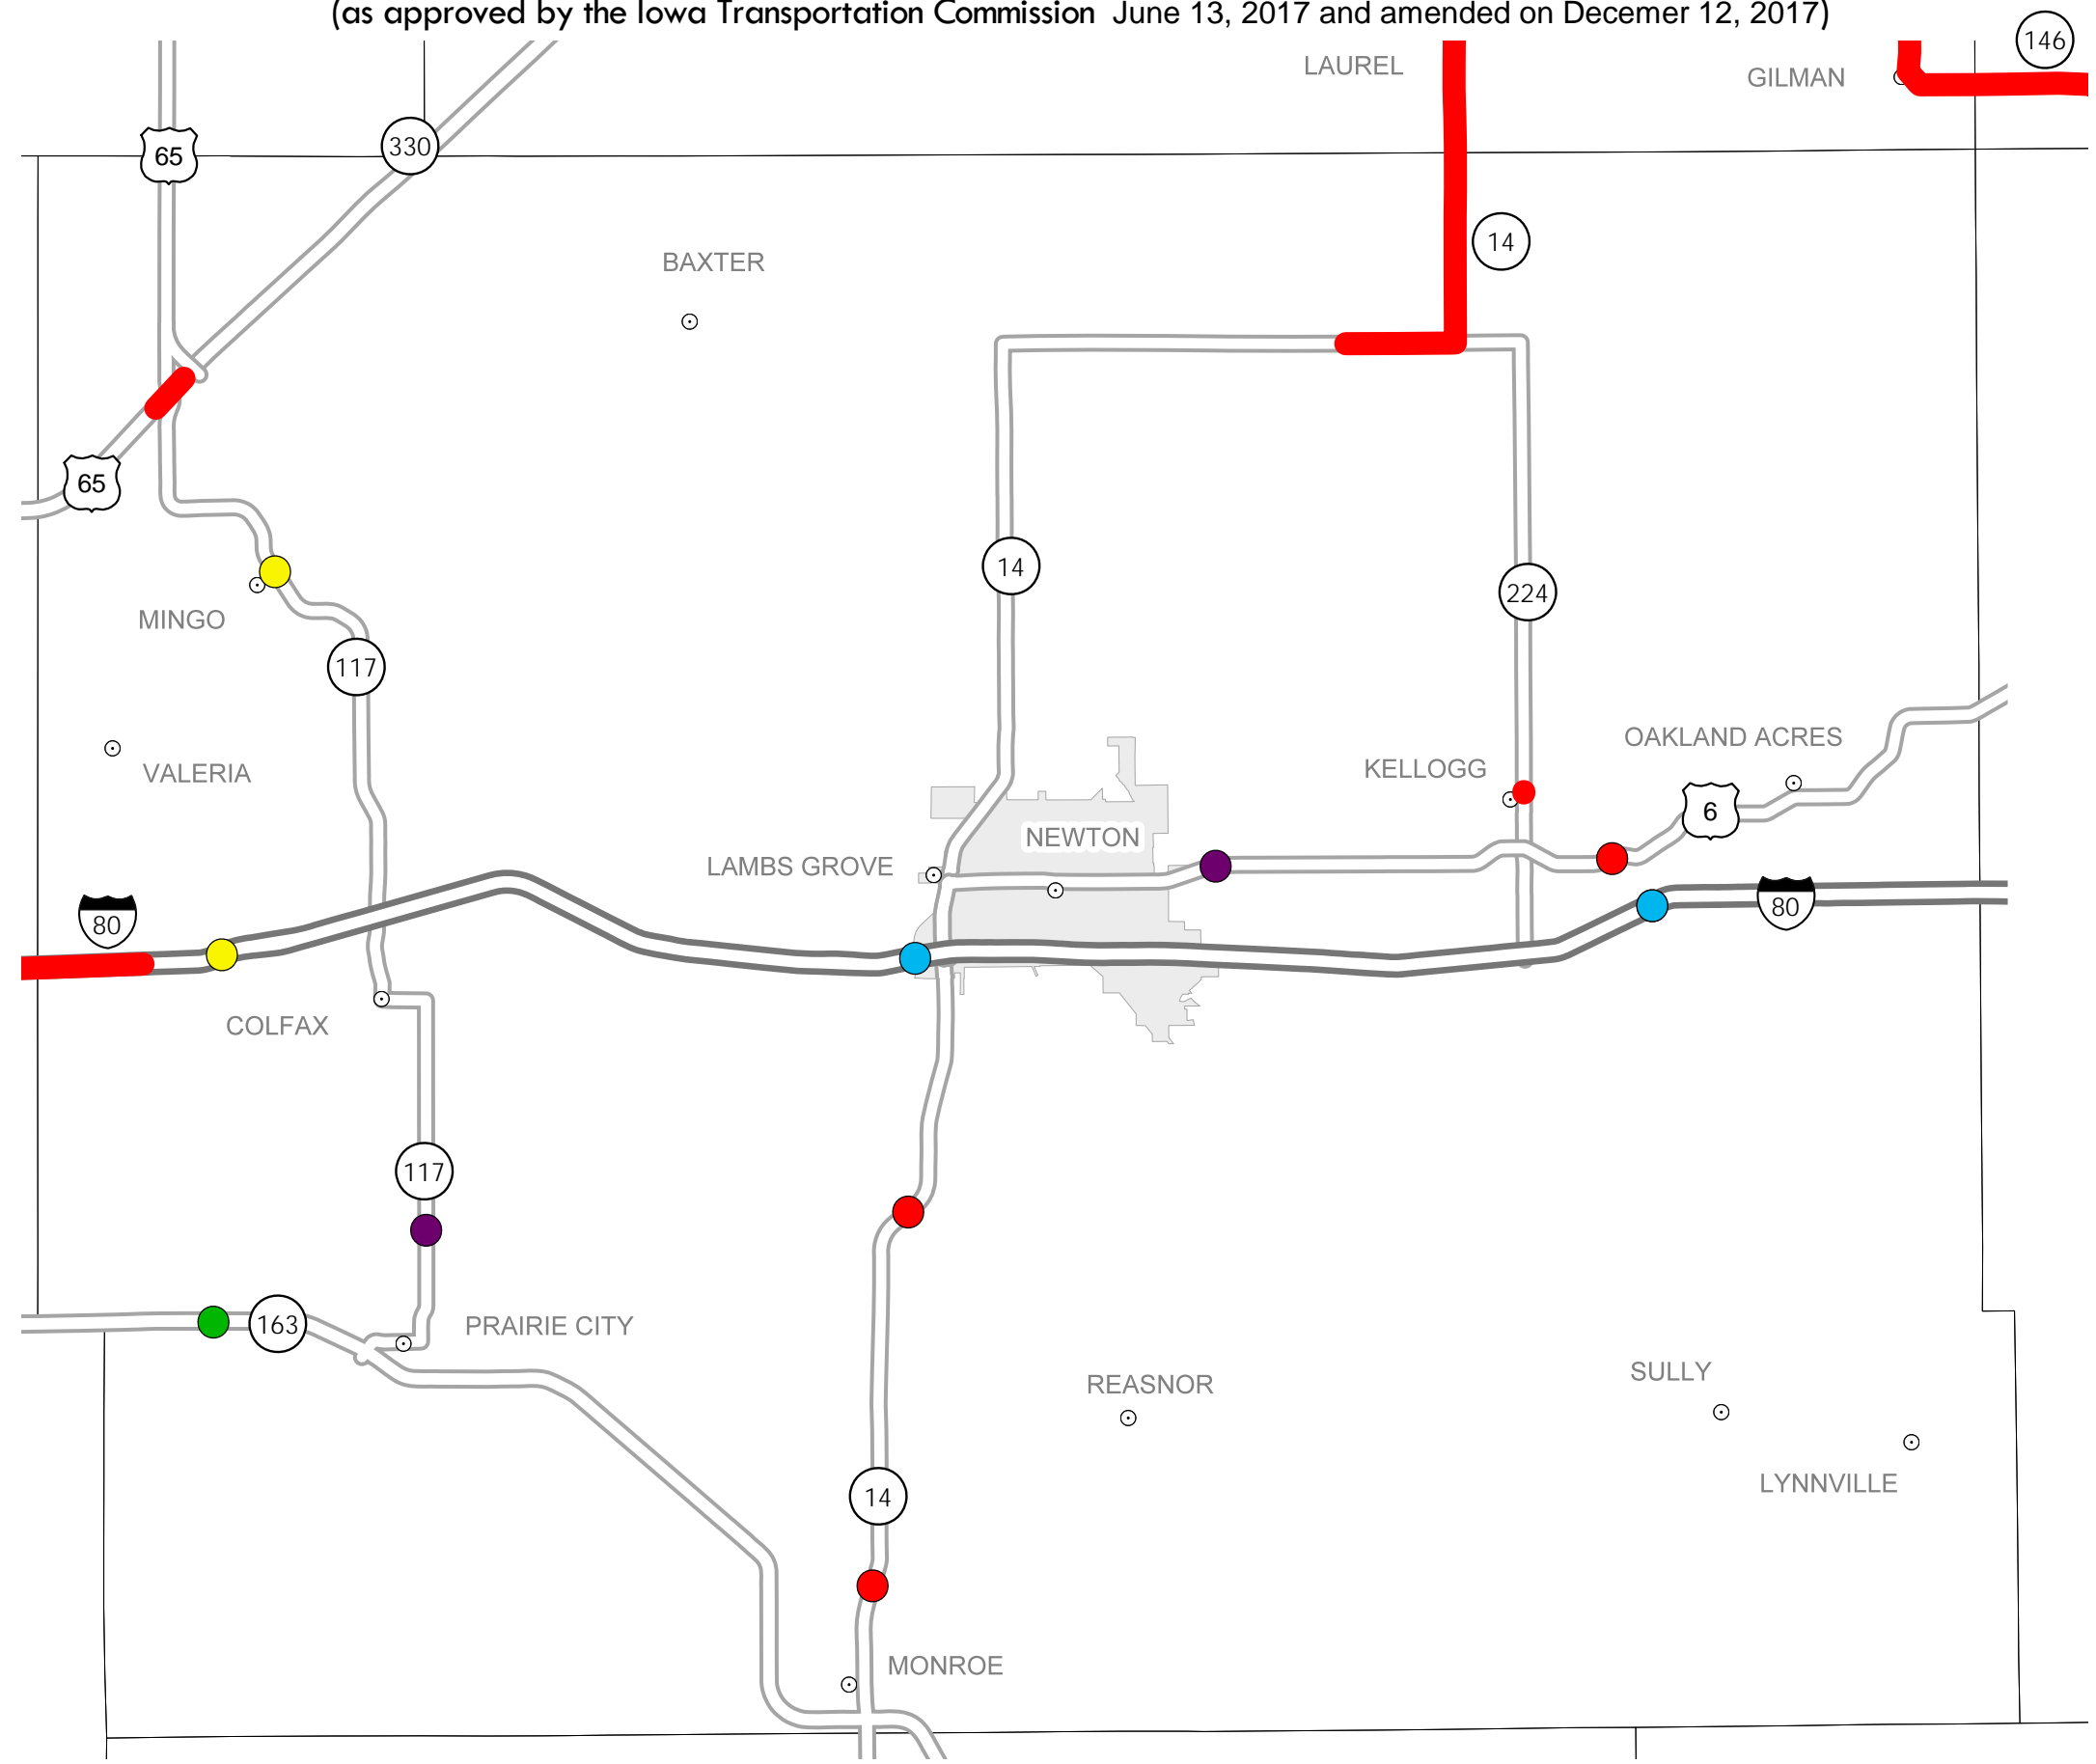 (as approved by the Iowa Transportation Commission June 13, 2017 and amended on Decemer 12, 2017)
146
LAUREL
GILMAN
65
330
14
BAXTER
65
14
224
MINGO
117
OAKLAND ACRES
VALERIA
KELLOGG
6
NEWTON
LAMBS GROVE
80
80
COLFAX
117
163
PRAIRIE CITY
SULLY
REASNOR
LYNNVILLE
14
MONROE